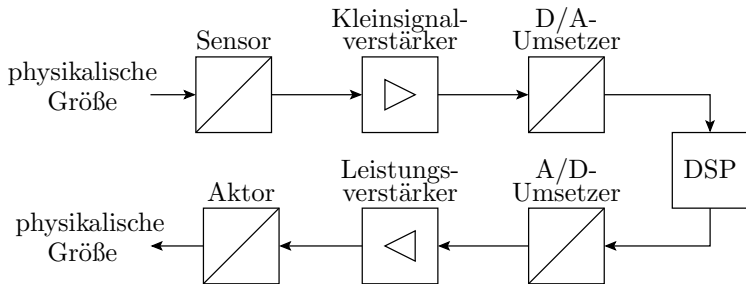 Kleinsignal-
verstärker
D/A-
Umsetzer
Sensor
physikalische
Größe
DSP
Leistungs-
verstärker
A/D-
Umsetzer
Aktor
physikalische
Größe